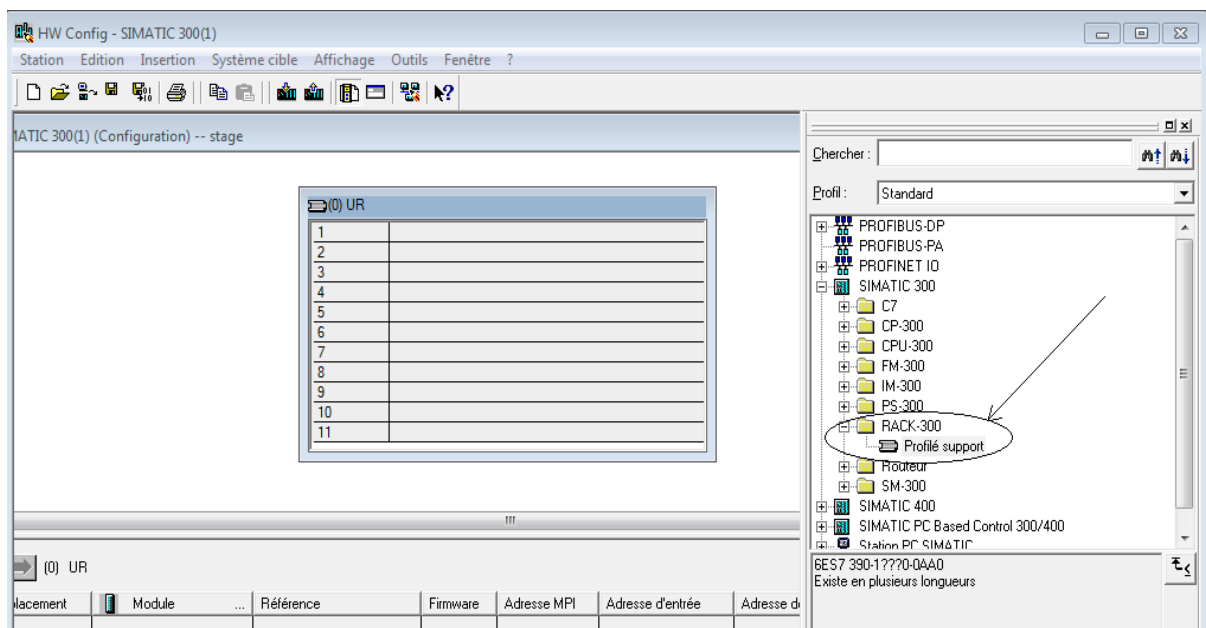 HW Config - SIMATIC 300(1)
Station Edition Insertion Système cible Affichage Outils Fenêtre ?
IATIC 300(1) (Configuration) -- stage
(0) UR
1
2
3
4
5
6
7
8
9
10
11
Chercher :
Profil : Standard
PROFIBUS-DP
PROFIBUS-PA
PROFINET IO
SIMATIC 300
C7
CP-300
CPU-300
FM-300
IM-300
PS-300
RACK-300
Profilé support
Routeur
SM-300
SIMATIC 400
SIMATIC PC Based Control 300/400
Station PC SIMATIC
6ES7 390-1???0-0AA0
Existe en plusieurs longueurs
(0) UR
lacement Module ... Référence Firmware Adresse MPI Adresse d'entrée Adresse d